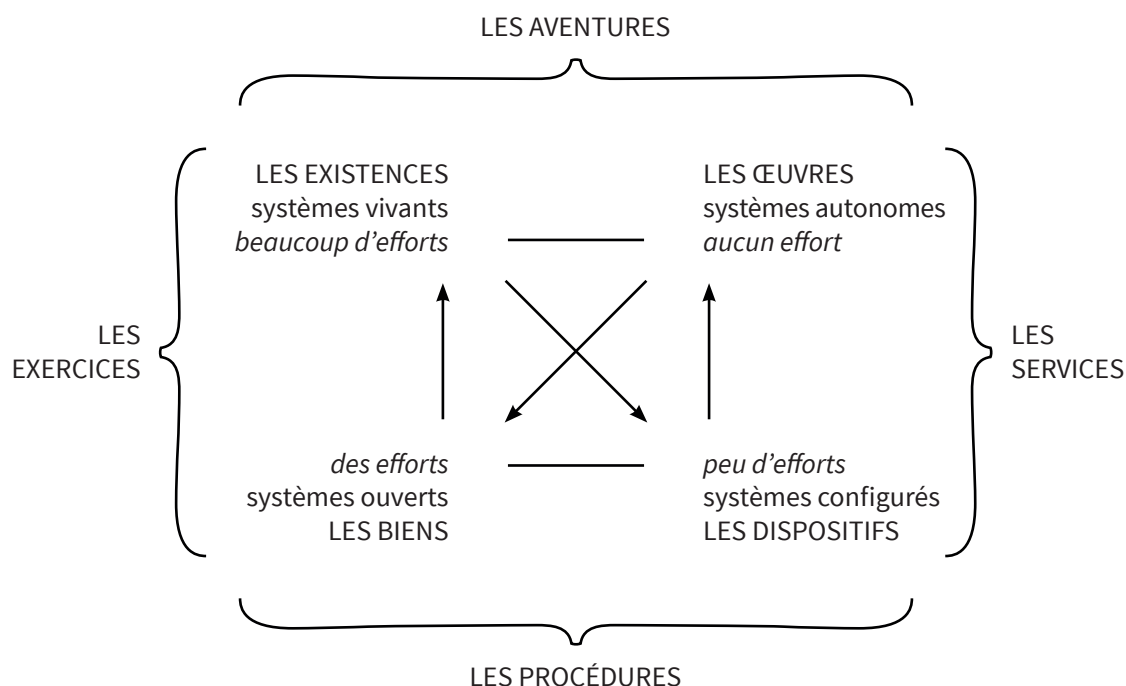 LES AVENTURES
LES EXISTENCES
systèmes vivants
beaucoup d’efforts
LES ŒUVRES
systèmes autonomes
aucun effort
LES
EXERCICES
LES
SERVICES
des efforts
systèmes ouverts
LES BIENS
peu d’efforts
systèmes configurés
LES DISPOSITIFS
LES PROCÉDURES